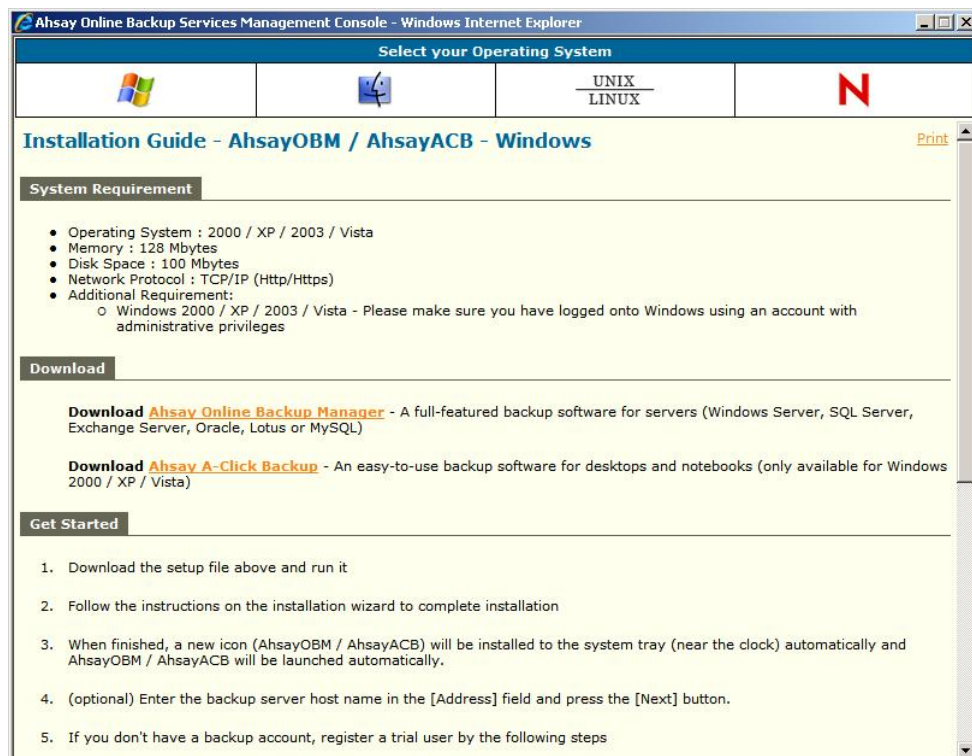 Ahsay Online Backup Services Management Console - Windows Internet Explorer
Select your Operating System
UNIX
LINUX
N
Installation Guide - AhsayOBM / AhsayACB - Windows
Print
System Requirement
Operating System : 2000 / XP / 2003 / Vista
Memory : 128 Mbytes
Disk Space : 100 Mbytes
Network Protocol : TCP/IP (Http/Https)
Additional Requirement:
Windows 2000 / XP / 2003 / Vista - Please make sure you have logged onto Windows using an account with
administrative privileges
Download
Download Ahsay Online Backup Manager - A full-featured backup software for servers (Windows Server, SQL Server,
Exchange Server, Oracle, Lotus or MySQL)
Download Ahsay A-Click Backup - An easy-to-use backup software for desktops and notebooks (only available for Windows
2000 / XP / Vista)
Get Started
1. Download the setup file above and run it
2. Follow the instructions on the installation wizard to complete installation
3. When finished, a new icon (AhsayOBM / AhsayACB) will be installed to the system tray (near the clock) automatically and
AhsayOBM / AhsayACB will be launched automatically.
4. (optional) Enter the backup server host name in the [Address] field and press the [Next] button.
5. If you don't have a backup account, register a trial user by the following steps